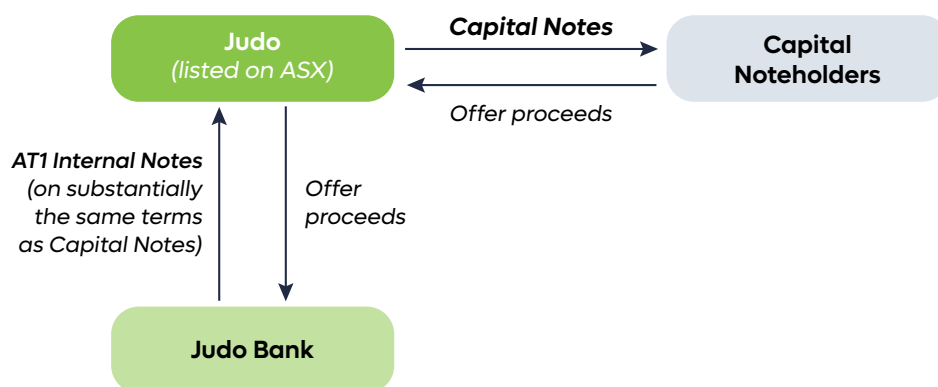 Judo
(listed on ASX)
Capital Notes
Capital
Noteholders
Offer proceeds
AT1 Internal Notes
(on substantially
the same terms
as Capital Notes)
Offer
proceeds
Judo Bank